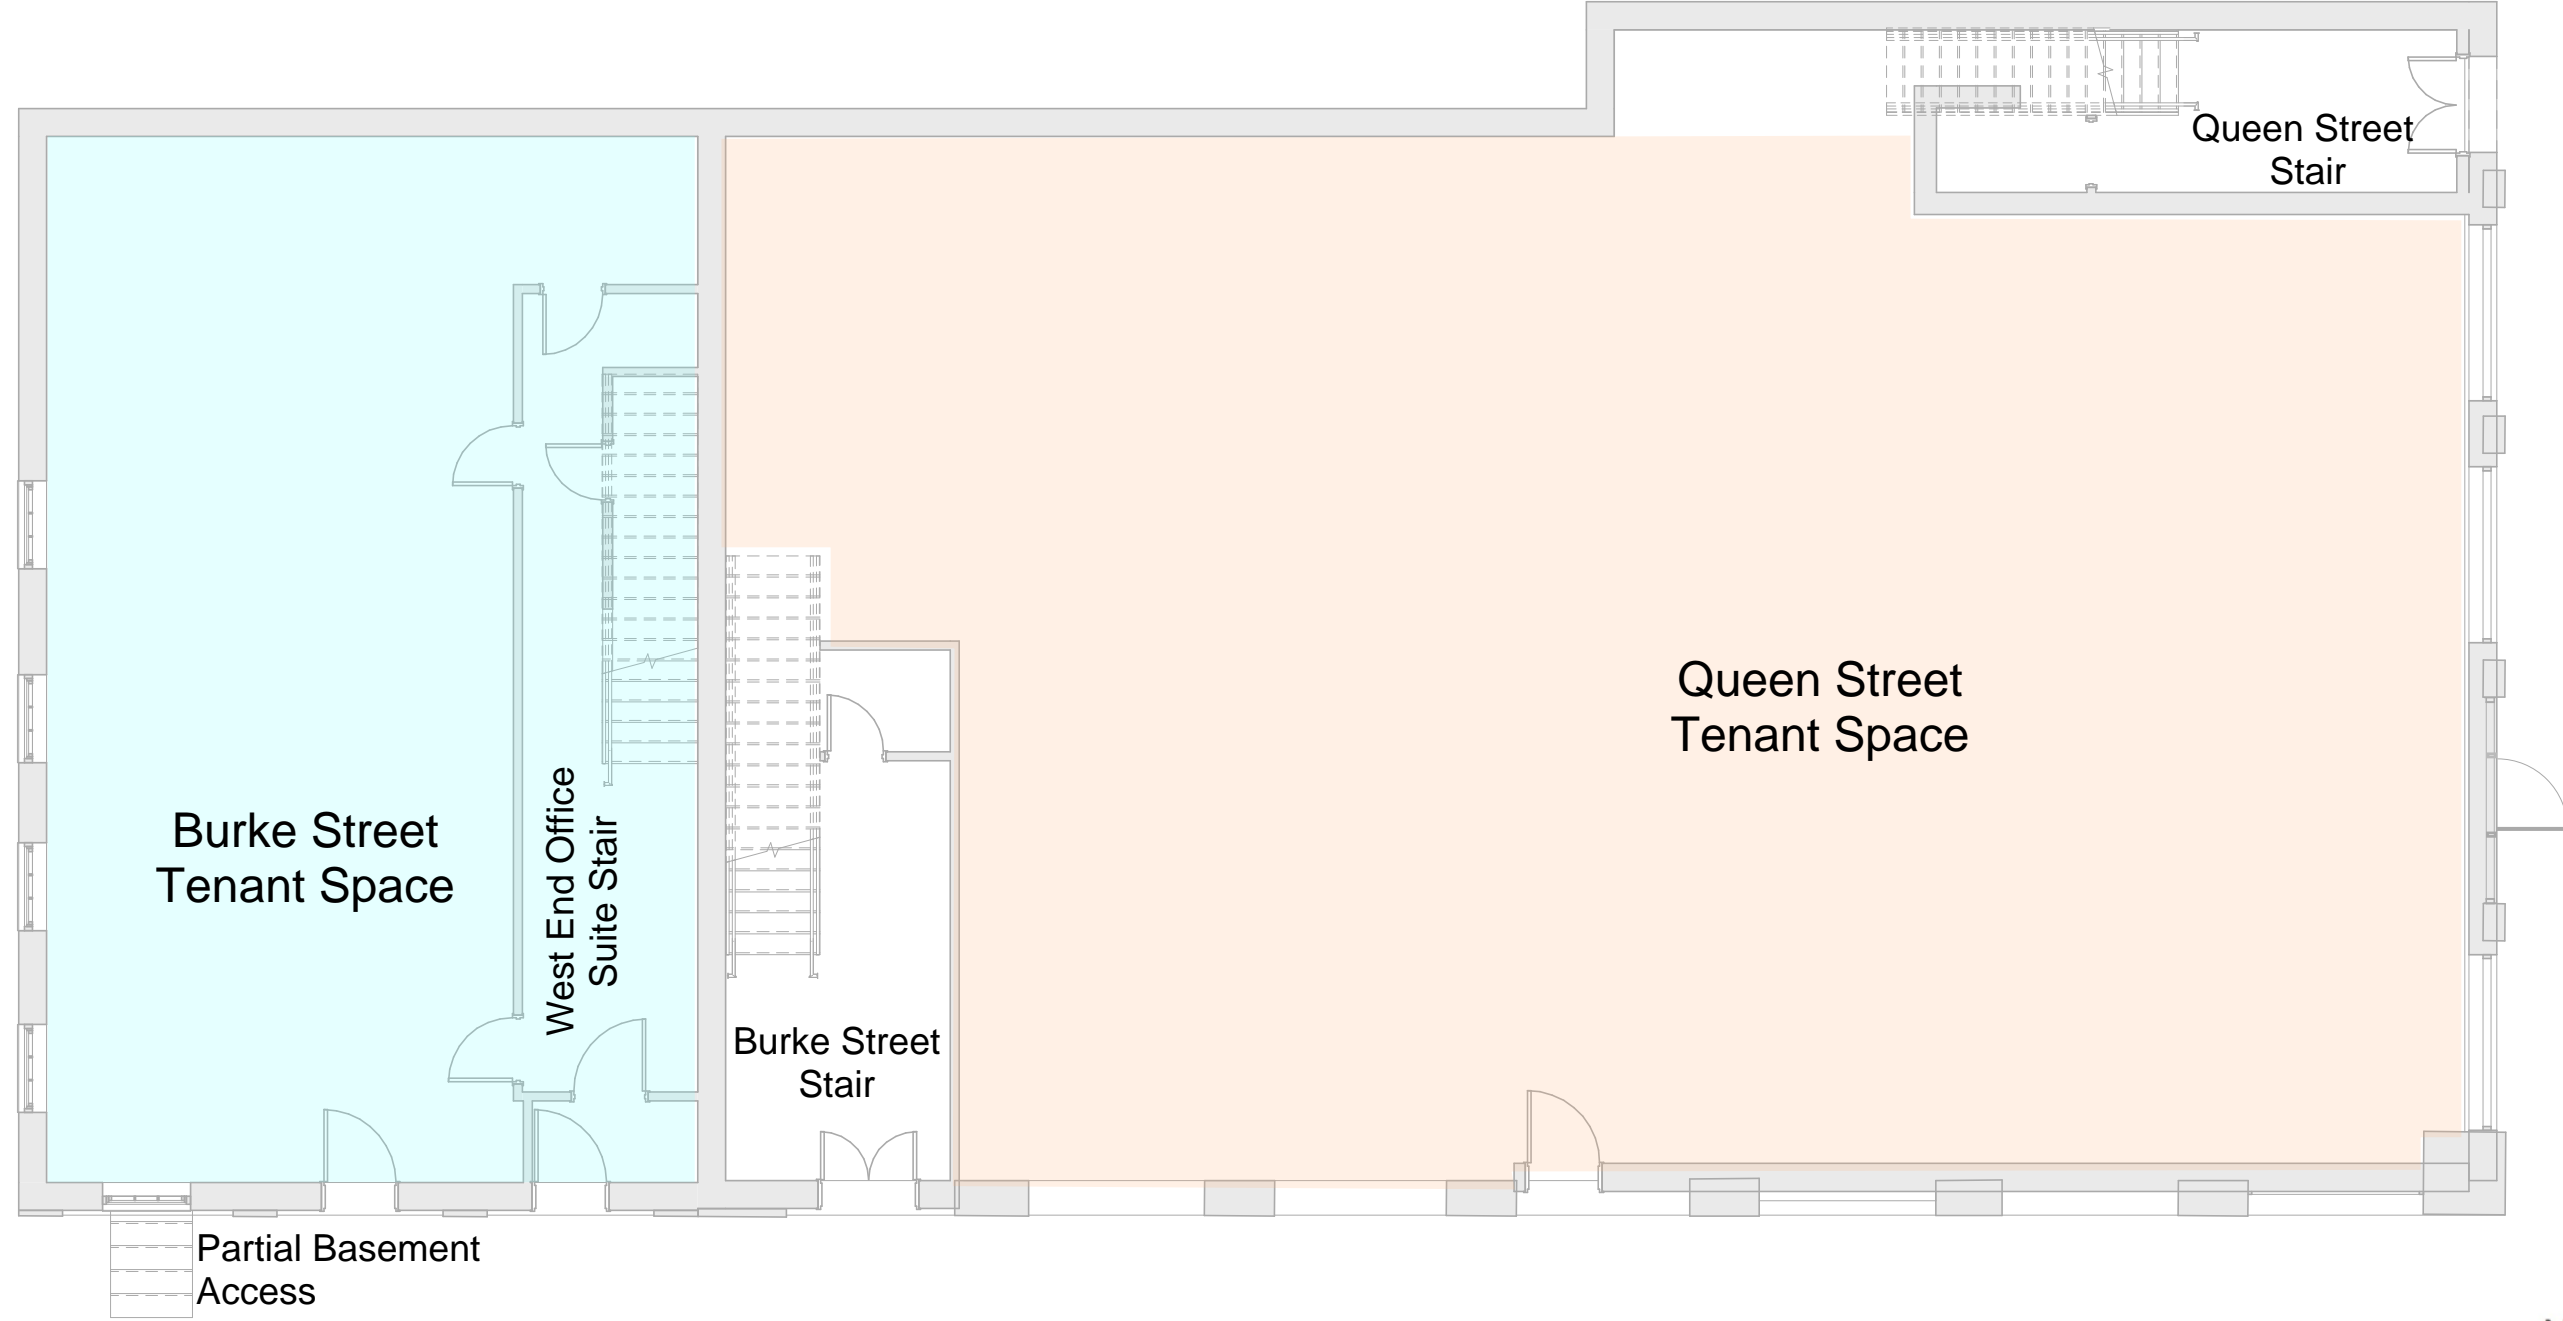 Queen Street
Stair
Queen Street
Tenant Space
Burke Street
Tenant Space
West End Office
Suite Stair
Burke Street
Stair
Partial Basement
Access